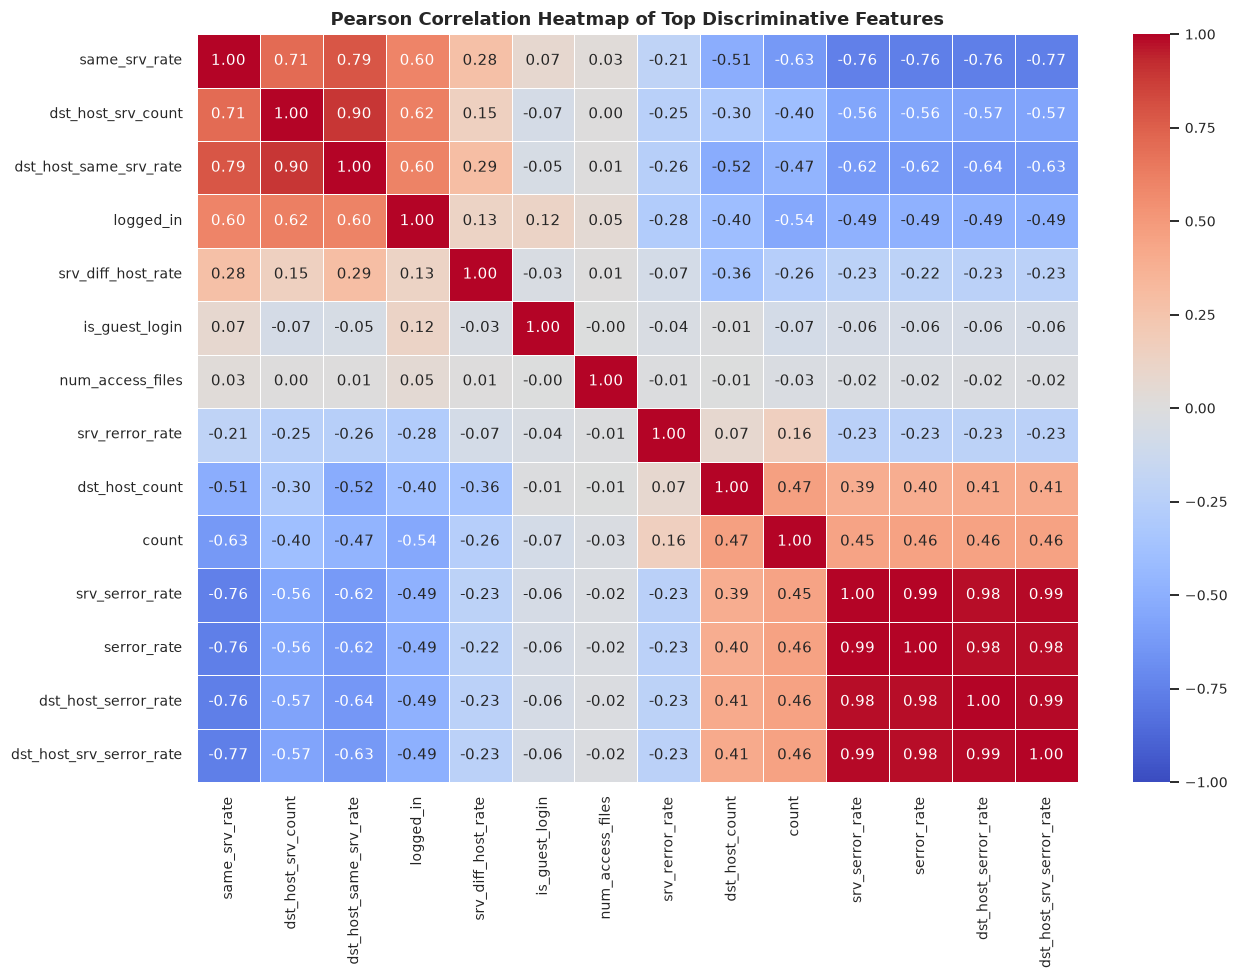 Pearson Correlation Heatmap of Top Discriminative Features
same_srv_rate 1.00 0.71 0.79 0.60 0.28 0.07 0.03 -0.21 -0.51 -0.63 -0.76 -0.76 -0.76 -0.77
dst_host_srv_count 0.71 1.00 0.90 0.62 0.15 -0.07 0.00 -0.25 -0.30 -0.40 -0.56 -0.56 -0.57 -0.57
dst_host_same_srv_rate 0.79 0.90 1.00 0.60 0.29 -0.05 0.01 -0.26 -0.52 -0.47 -0.62 -0.62 -0.64 -0.63
logged_in 0.60 0.62 0.60 1.00 0.13 0.12 0.05 -0.28 -0.40 -0.54 -0.49 -0.49 -0.49 -0.49
srv_diff_host_rate 0.28 0.15 0.29 0.13 1.00 -0.03 0.01 -0.07 -0.36 -0.26 -0.23 -0.22 -0.23 -0.23
is_guest_login 0.07 -0.07 -0.05 0.12 -0.03 1.00 -0.00 -0.04 -0.01 -0.07 -0.06 -0.06 -0.06 -0.06
num_access_files 0.03 0.00 0.01 0.05 0.01 -0.00 1.00 -0.01 -0.01 -0.03 -0.02 -0.02 -0.02 -0.02
srv_rerror_rate -0.21 -0.25 -0.26 -0.28 -0.07 -0.04 -0.01 1.00 0.07 0.16 -0.23 -0.23 -0.23 -0.23
dst_host_count -0.51 -0.30 -0.52 -0.40 -0.36 -0.01 -0.01 0.07 1.00 0.47 0.39 0.40 0.41 0.41
count -0.63 -0.40 -0.47 -0.54 -0.26 -0.07 -0.03 0.16 0.47 1.00 0.45 0.46 0.46 0.46
srv_serror_rate -0.76 -0.56 -0.62 -0.49 -0.23 -0.06 -0.02 -0.23 0.39 0.45 1.00 0.99 0.98 0.99
serror_rate -0.76 -0.56 -0.62 -0.49 -0.22 -0.06 -0.02 -0.23 0.40 0.46 0.99 1.00 0.98 0.98
dst_host_serror_rate -0.76 -0.57 -0.64 -0.49 -0.23 -0.06 -0.02 -0.23 0.41 0.46 0.98 0.98 1.00 0.99
dst_host_srv_serror_rate -0.77 -0.57 -0.63 -0.49 -0.23 -0.06 -0.02 -0.23 0.41 0.46 0.99 0.98 0.99 1.00
same_srv_rate
dst_host_srv_count
dst_host_same_srv_rate
logged_in
srv_diff_host_rate
is_guest_login
num_access_files
srv_rerror_rate
dst_host_count
count
srv_serror_rate
serror_rate
dst_host_serror_rate
dst_host_srv_serror_rate
1.00
0.75
0.50
0.25
0.00
−0.25
−0.50
−0.75
−1.00